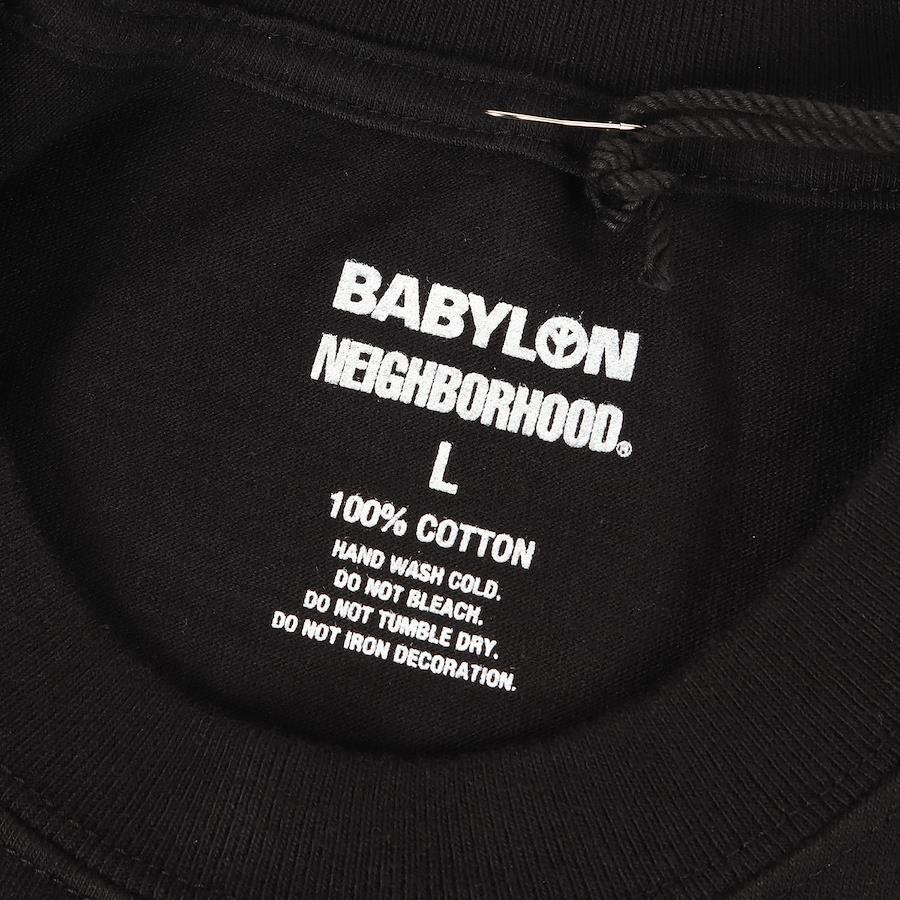 BABYLON
NEIGHBORHOOD®
L
100% COTTON
HAND WASH COLD.
DO NOT BLEACH.
DO NOT TUMBLE DRY.
DO NOT IRON DECORATION.